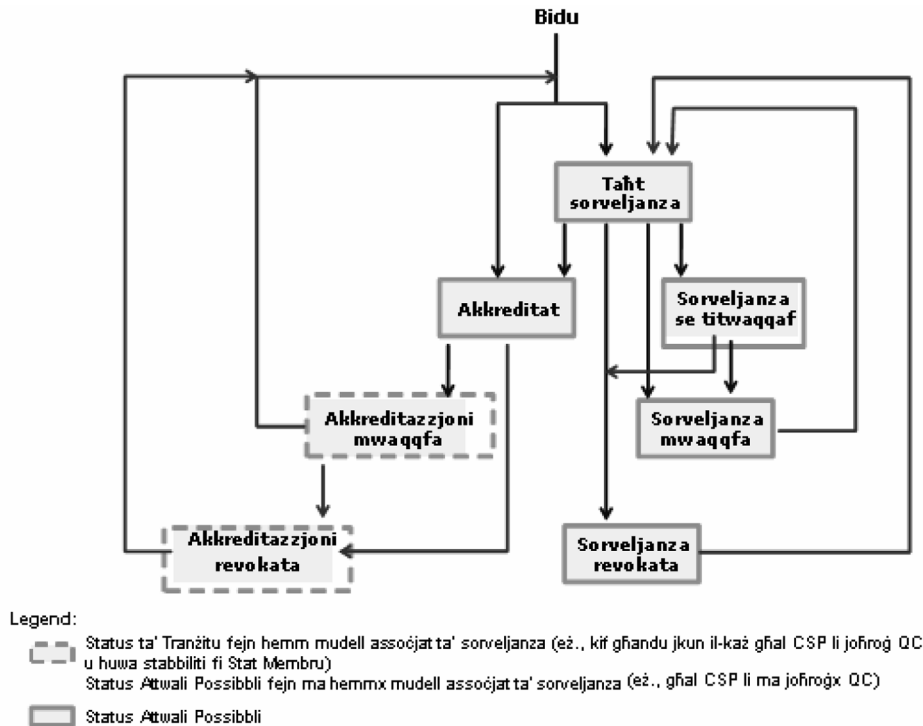 Bidu
Taħt
sorveljanza
Akkreditat
Sorveljanza
se titwaqqaf
Akkreditazzjoni
mwaqqfa
Sorveljanza
mwaqqfa
Akkreditazzjoni
revokata
Sorveljanza
revokata
Legend:
Status ta' Tranżitu fejn hemm mudell assoċjat ta' sorveljanza (eż., kif għandu jkun il-każ għal CSP li joħroġ QC
u huwa stabbiliti fi Stat Membru)
Status Attwali Possibbli fejn ma hemmx mudell assoċjat ta' sorveljanza (eż., għal CSP li ma joħroġx QC)
Status Attwali Possibbli